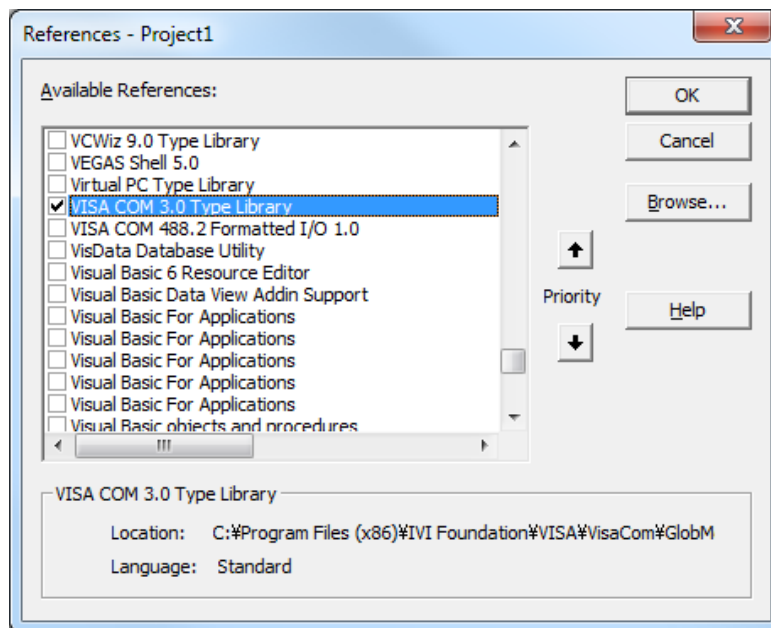 References - Project1
Available References:
OK
VCWiz 9.0 Type Library
VEGAS Shell 5.0
Cancel
Virtual PC Type Library
VISA COM 3.0 Type Library
Browse...
VISA COM 488.2 Formatted I/O 1.0
VisData Database Utility
Visual Basic 6 Resource Editor
Visual Basic Data View Addin Support
Priority
Help
Visual Basic For Applications
Visual Basic For Applications
Visual Basic For Applications
Visual Basic For Applications
Visual Basic For Applications
Visual Basic objects and procedures
VISA COM 3.0 Type Library
Location: C:¥Program Files (x86)¥IVI Foundation¥VISA¥VisaCom¥GlobM
Language: Standard